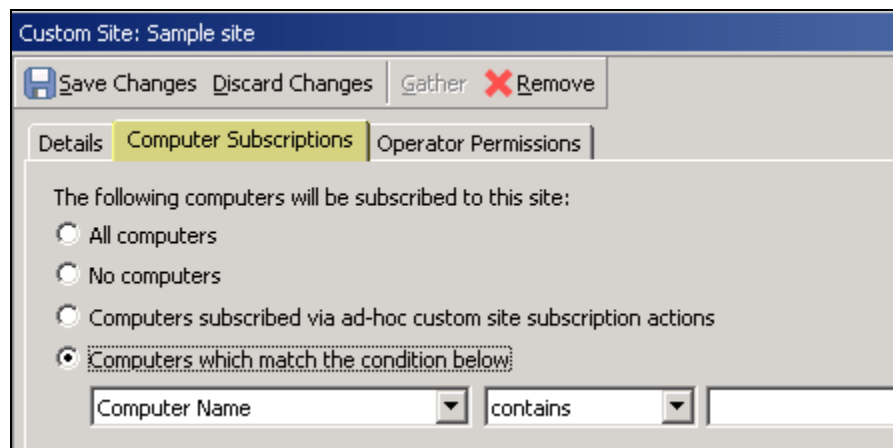 Custom Site: Sample site
Save Changes Discard Changes Gather Remove
Details Computer Subscriptions Operator Permissions
The following computers will be subscribed to this site:
All computers
No computers
Computers subscribed via ad-hoc custom site subscription actions
Computers which match the condition below
Computer Name contains